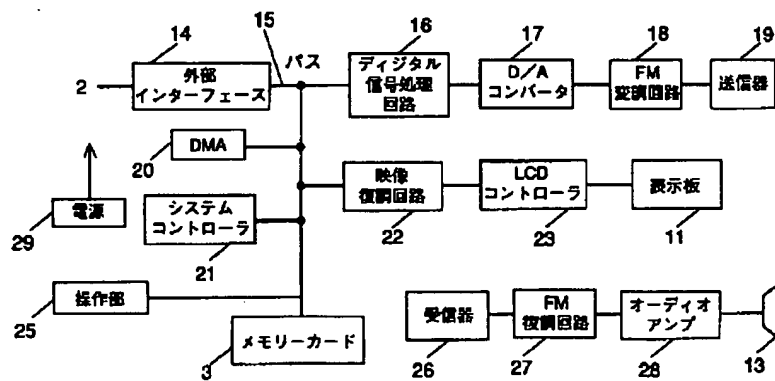 14
15
バス
16
17
18
19
2
外部
インターフェース
ディジタル
信号処理
回路
D/A
コンバータ
FM
変調回路
送信器
20
DMA
29
電源
システム
コントローラ
21
映像
復調回路
22
LCD
コントローラ
23
表示板
11
25
操作部
3
メモリーカード
受信器
26
FM
復調回路
27
オーディオ
アンプ
28
13